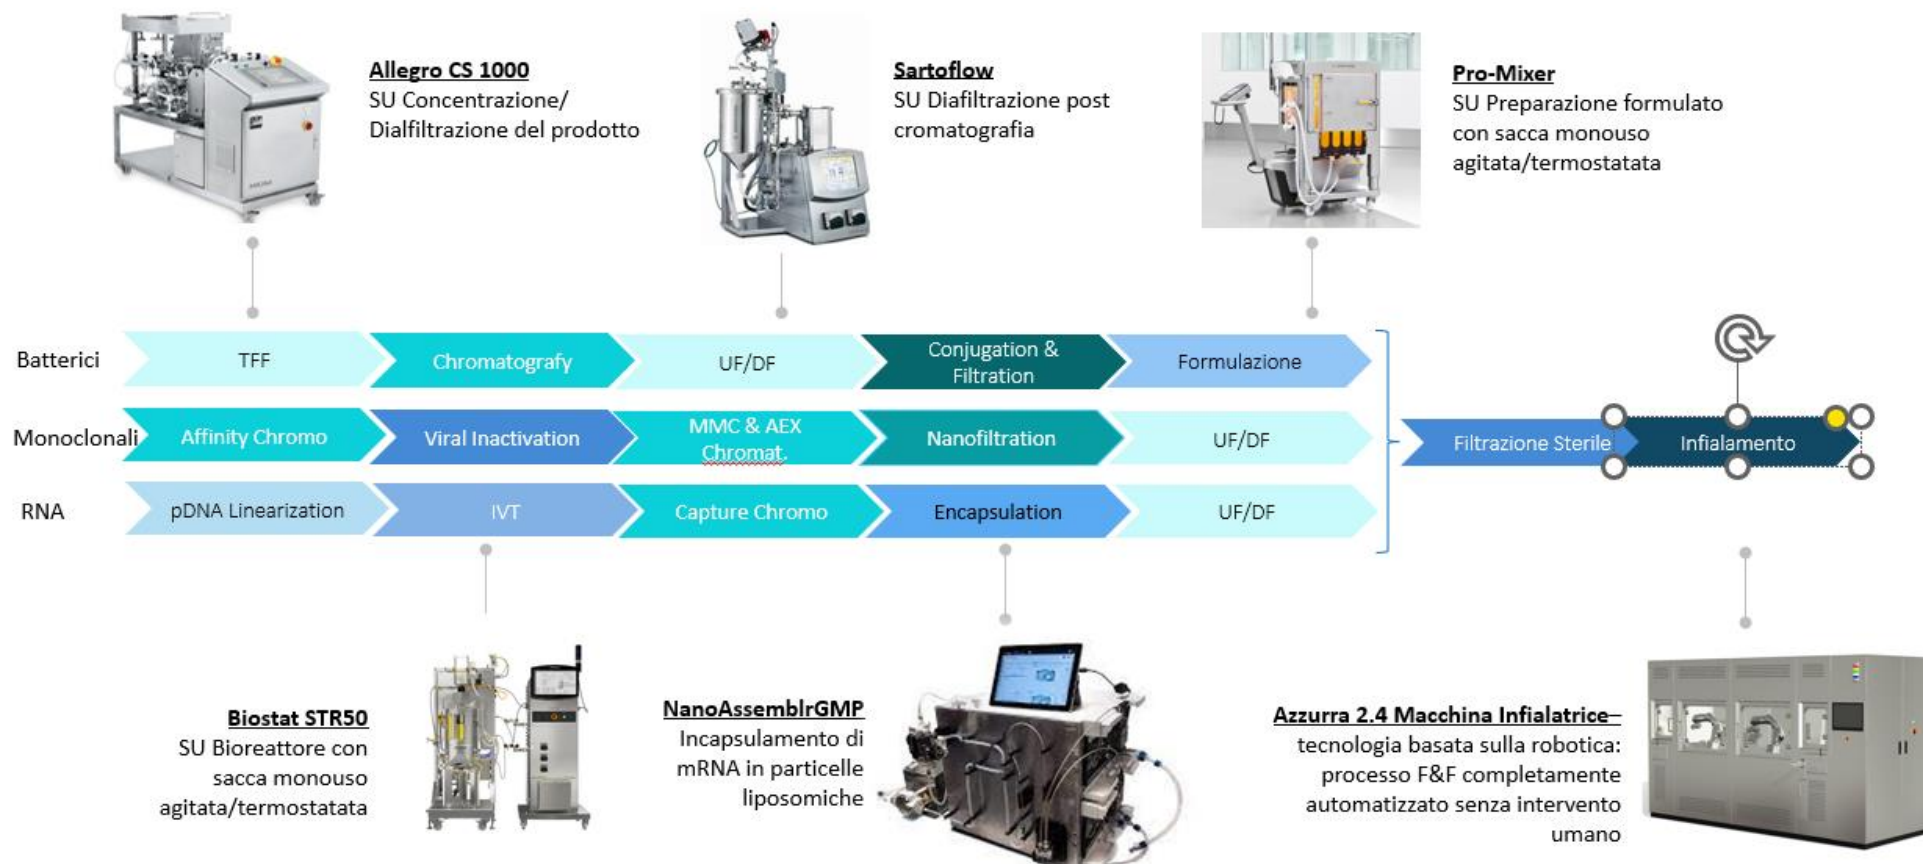 Allegro CS 1000
SU Concentrazione/
Dialfiltrazione del prodotto
Sartoflow
SU Diafiltrazione post
cromatografia
Pro-Mixer
SU Preparazione formulato
con sacca monouso
agitata/termostatata
Batterici
TFF
Chromatografy
UF/DF
Conjugation &
Filtration
Formulazione
Monoclonali
Affinity Chromo
Viral Inactivation
MMC & AEX
Chromat.
Nanofiltration
UF/DF
Filtrazione Sterile
Infialamento
RNA
pDNA Linearization
IVT
Capture Chromo
Encapsulation
UF/DF
Biostat STR50
SU Bioreattore con
sacca monouso
agitata/termostatata
NanoAssemblrGMP
Incapsulamento di
mRNA in particelle
liposomiche
Azzurra 2.4 Macchina Infialatrice–
tecnologia basata sulla robotica:
processo F&F completamente
automatizzato senza intervento
umano